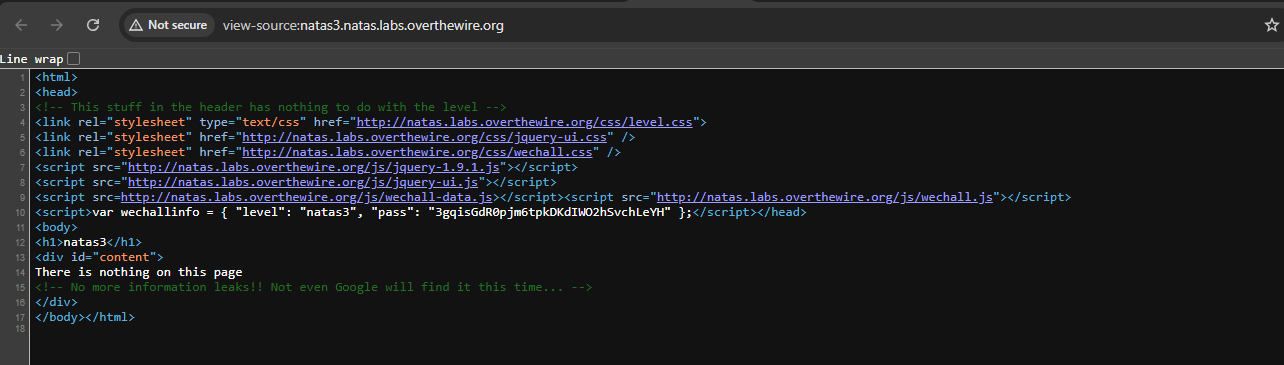 Not secure view-source:natas3.natas.labs.overthewire.org
Line wrap
1 <html>
2 <head>
3 <!-- This stuff in the header has nothing to do with the level -->
4 <link rel="stylesheet" type="text/css" href="http://natas.labs.overthewire.org/css/level.css">
5 <link rel="stylesheet" href="http://natas.labs.overthewire.org/css/jquery-ui.css" />
6 <link rel="stylesheet" href="http://natas.labs.overthewire.org/css/wechall.css" />
7 <script src="http://natas.labs.overthewire.org/js/jquery-1.9.1.js"></script>
8 <script src="http://natas.labs.overthewire.org/js/jquery-ui.js"></script>
9 <script src=http://natas.labs.overthewire.org/js/wechall-data.js></script><script src="http://natas.labs.overthewire.org/js/wechall.js"></script>
10 <script>var wechallinfo = { "level": "natas3", "pass": "3gqisGdR0pjm6tpkDKdIWO2hSvchLeYH" };</script></head>
11 <body>
12 <h1>natas3</h1>
13 <div id="content">
14 There is nothing on this page
15 <!-- No more information leaks!! Not even Google will find it this time... -->
16 </div>
17 </body></html>
18